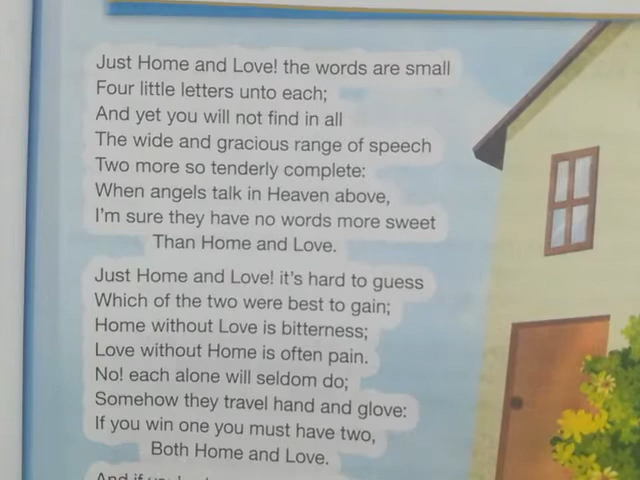 Just Home and Love! the words are small
Four little letters unto each;
And yet you will not find in all
The wide and gracious range of speech
Two more so tenderly complete:
When angels talk in Heaven above,
I'm sure they have no words more sweet
Than Home and Love.
Just Home and Love! it's hard to guess
Which of the two were best to gain;
Home without Love is bitterness;
Love without Home is often pain.
No! each alone will seldom do;
Somehow they travel hand and glove:
If you win one you must have two,
Both Home and Love.
And if